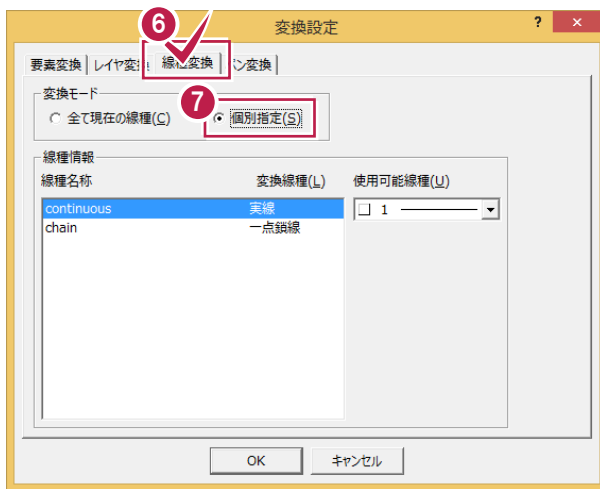 6
変換設定
?
×
要素変換 レイヤ変 線種変換 ペン変換
変換モード
7
全て現在の線種(C) 個別指定(S)
線種情報
線種名称 変換線種(L) 使用可能線種(U)
continuous 実線 1
chain 一点鎖線
OK キャンセル